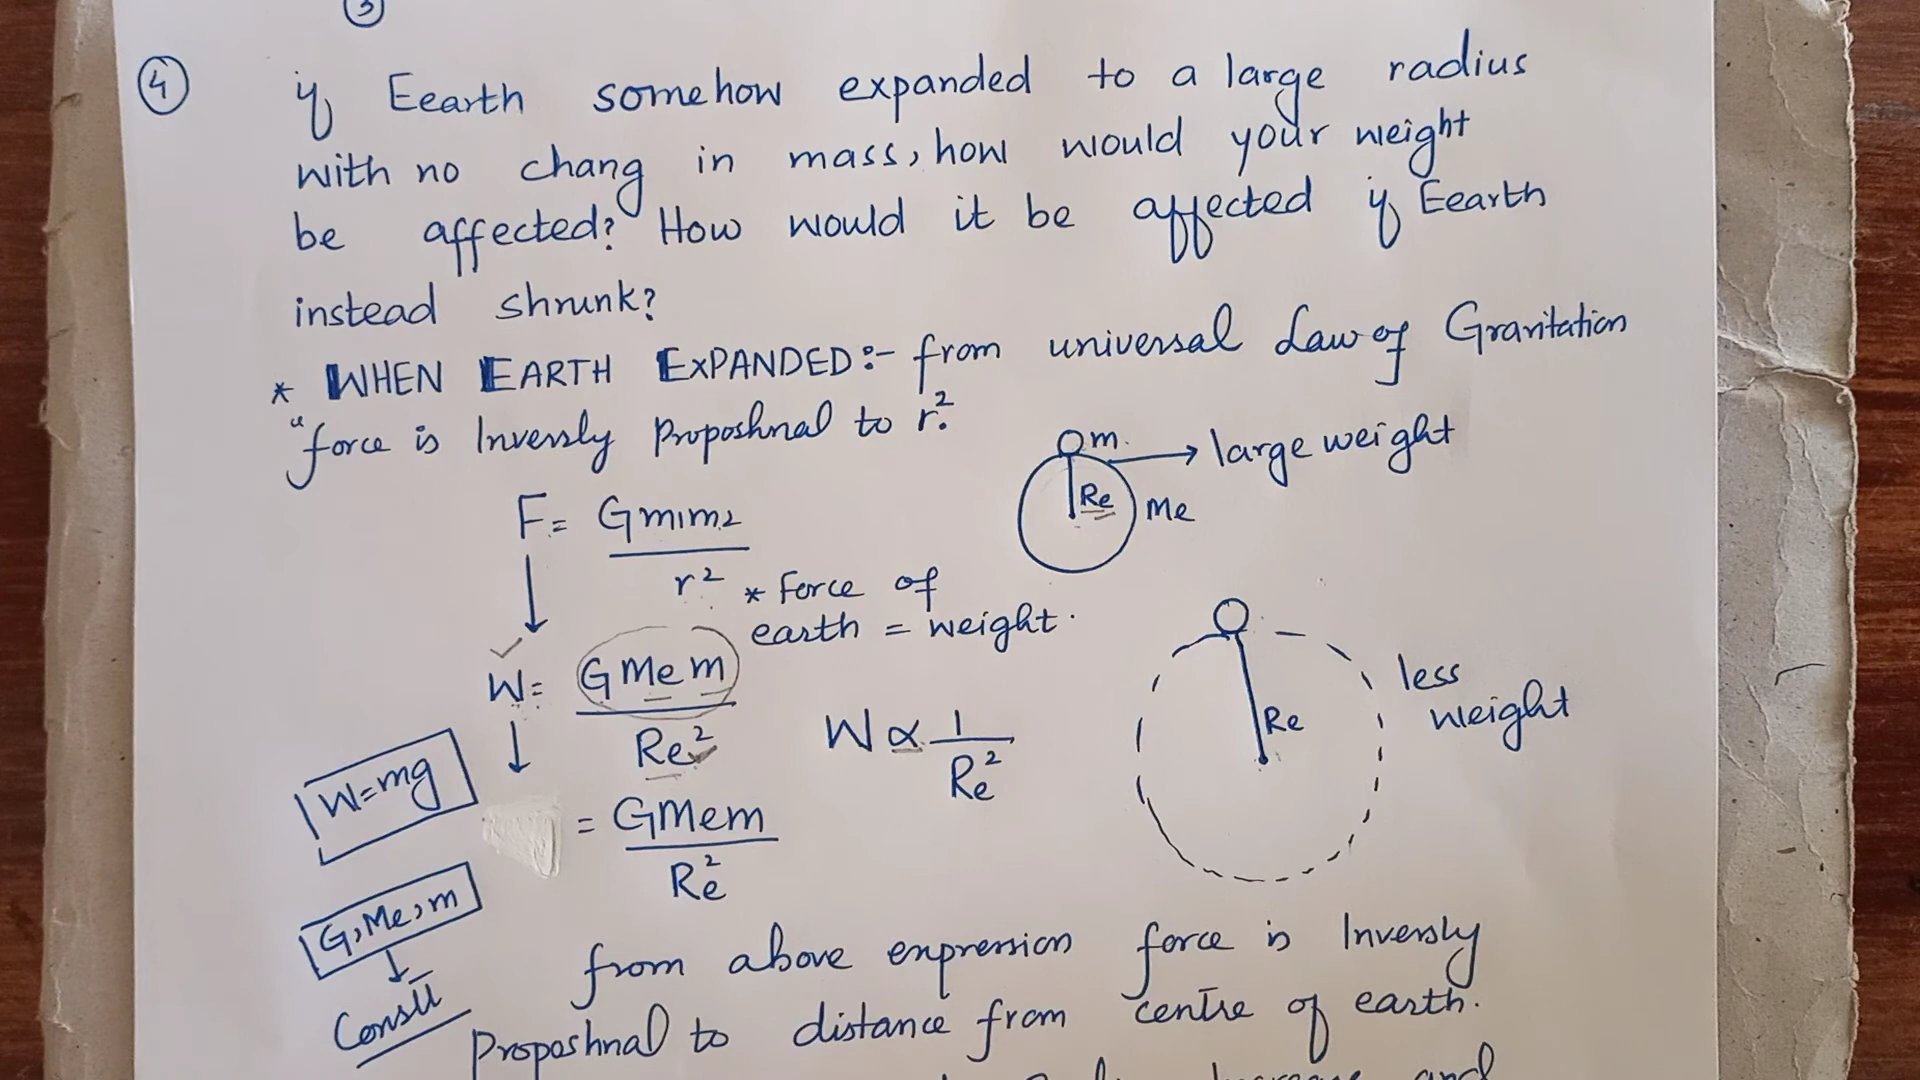 3
4
if Eearth somehow expanded to a large radius
with no chang in mass, how would your weight
be affected? How would it be affected if Eearth
instead shrunk?
* WHEN EARTH EXPANDED:- from universal Law of Gravitation
"force is Inversly Proposhnal to r².
m. → large weight
Re Me
F = Gm1m2
r²
* Force of
earth = weight.
W = GMem
Re²
less
weight
Re
W ∝ 1
Re²
W=mg
= GMem
Re²
G, Me, m
from above expression force is Inversly
Proposhnal to distance from centre of earth.
and